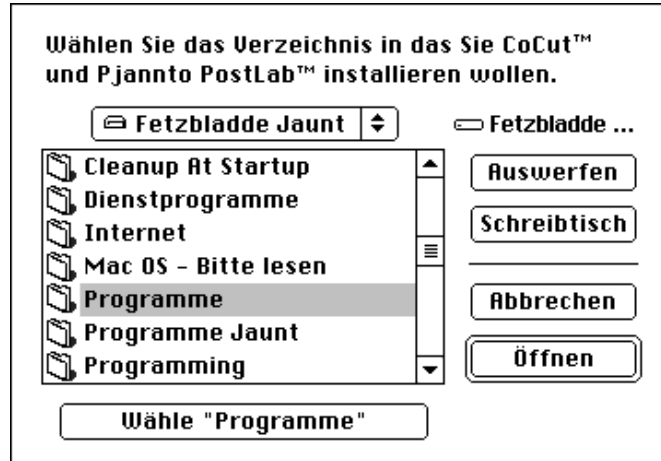 Wählen Sie das Verzeichnis in das Sie CoCut™
und Pjannto PostLab™ installieren wollen.
Fetzbladde Jaunt
Fetzbladde ...
Cleanup At Startup
Dienstprogramme
Internet
Mac OS - Bitte lesen
Programme
Programme Jaunt
Programming
Auswerfen
Schreibtisch
Abbrechen
Öffnen
Wähle "Programme"